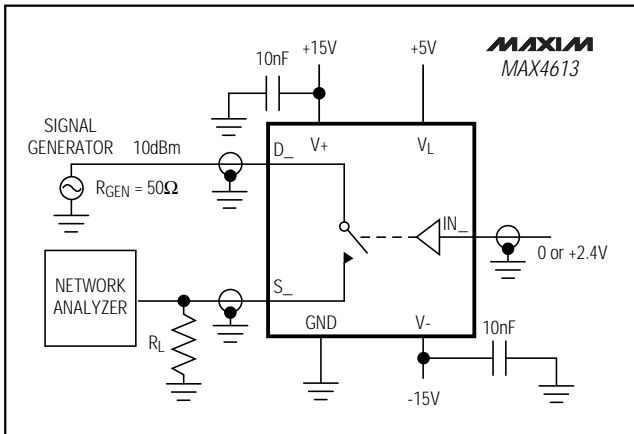 +15V
+5V
MAXIM
MAX4613
10nF
SIGNAL
GENERATOR
10dBm
D_
V+
VL
RGEN = 50Ω
IN_
0 or +2.4V
NETWORK
ANALYZER
S_
GND
V-
10nF
RL
-15V